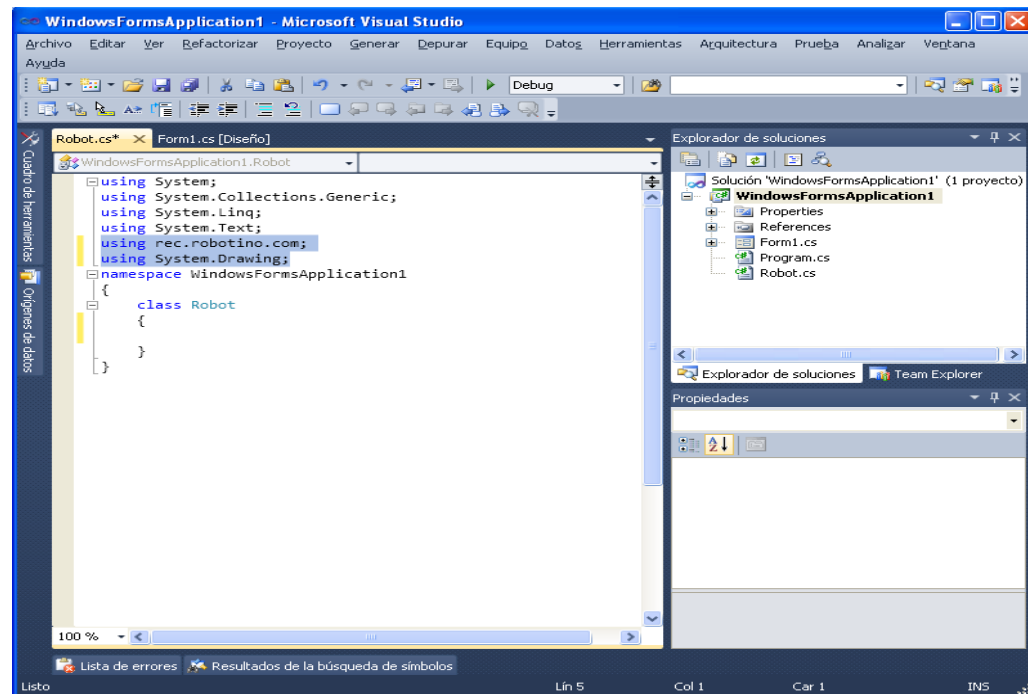 WindowsFormsApplication1 - Microsoft Visual Studio
Archivo Editar Ver Refactorizar Proyecto Generar Depurar Equipo Datos Herramientas Arquitectura Prueba Analizar Ventana
Ayuda
Debug
Robot.cs* Form1.cs [Diseño]
WindowsFormsApplication1.Robot
using System;
using System.Collections.Generic;
using System.Linq;
using System.Text;
using rec.robotino.com;
using System.Drawing;
namespace WindowsFormsApplication1
{
class Robot
{
}
}
100 %
Cuadro de herramientas
Orígenes de datos
Explorador de soluciones
Solución 'WindowsFormsApplication1' (1 proyecto)
WindowsFormsApplication1
Properties
References
Form1.cs
Program.cs
Robot.cs
Explorador de soluciones Team Explorer
Propiedades
Lista de errores Resultados de la búsqueda de símbolos
Listo Lín 5 Col 1 Car 1 INS